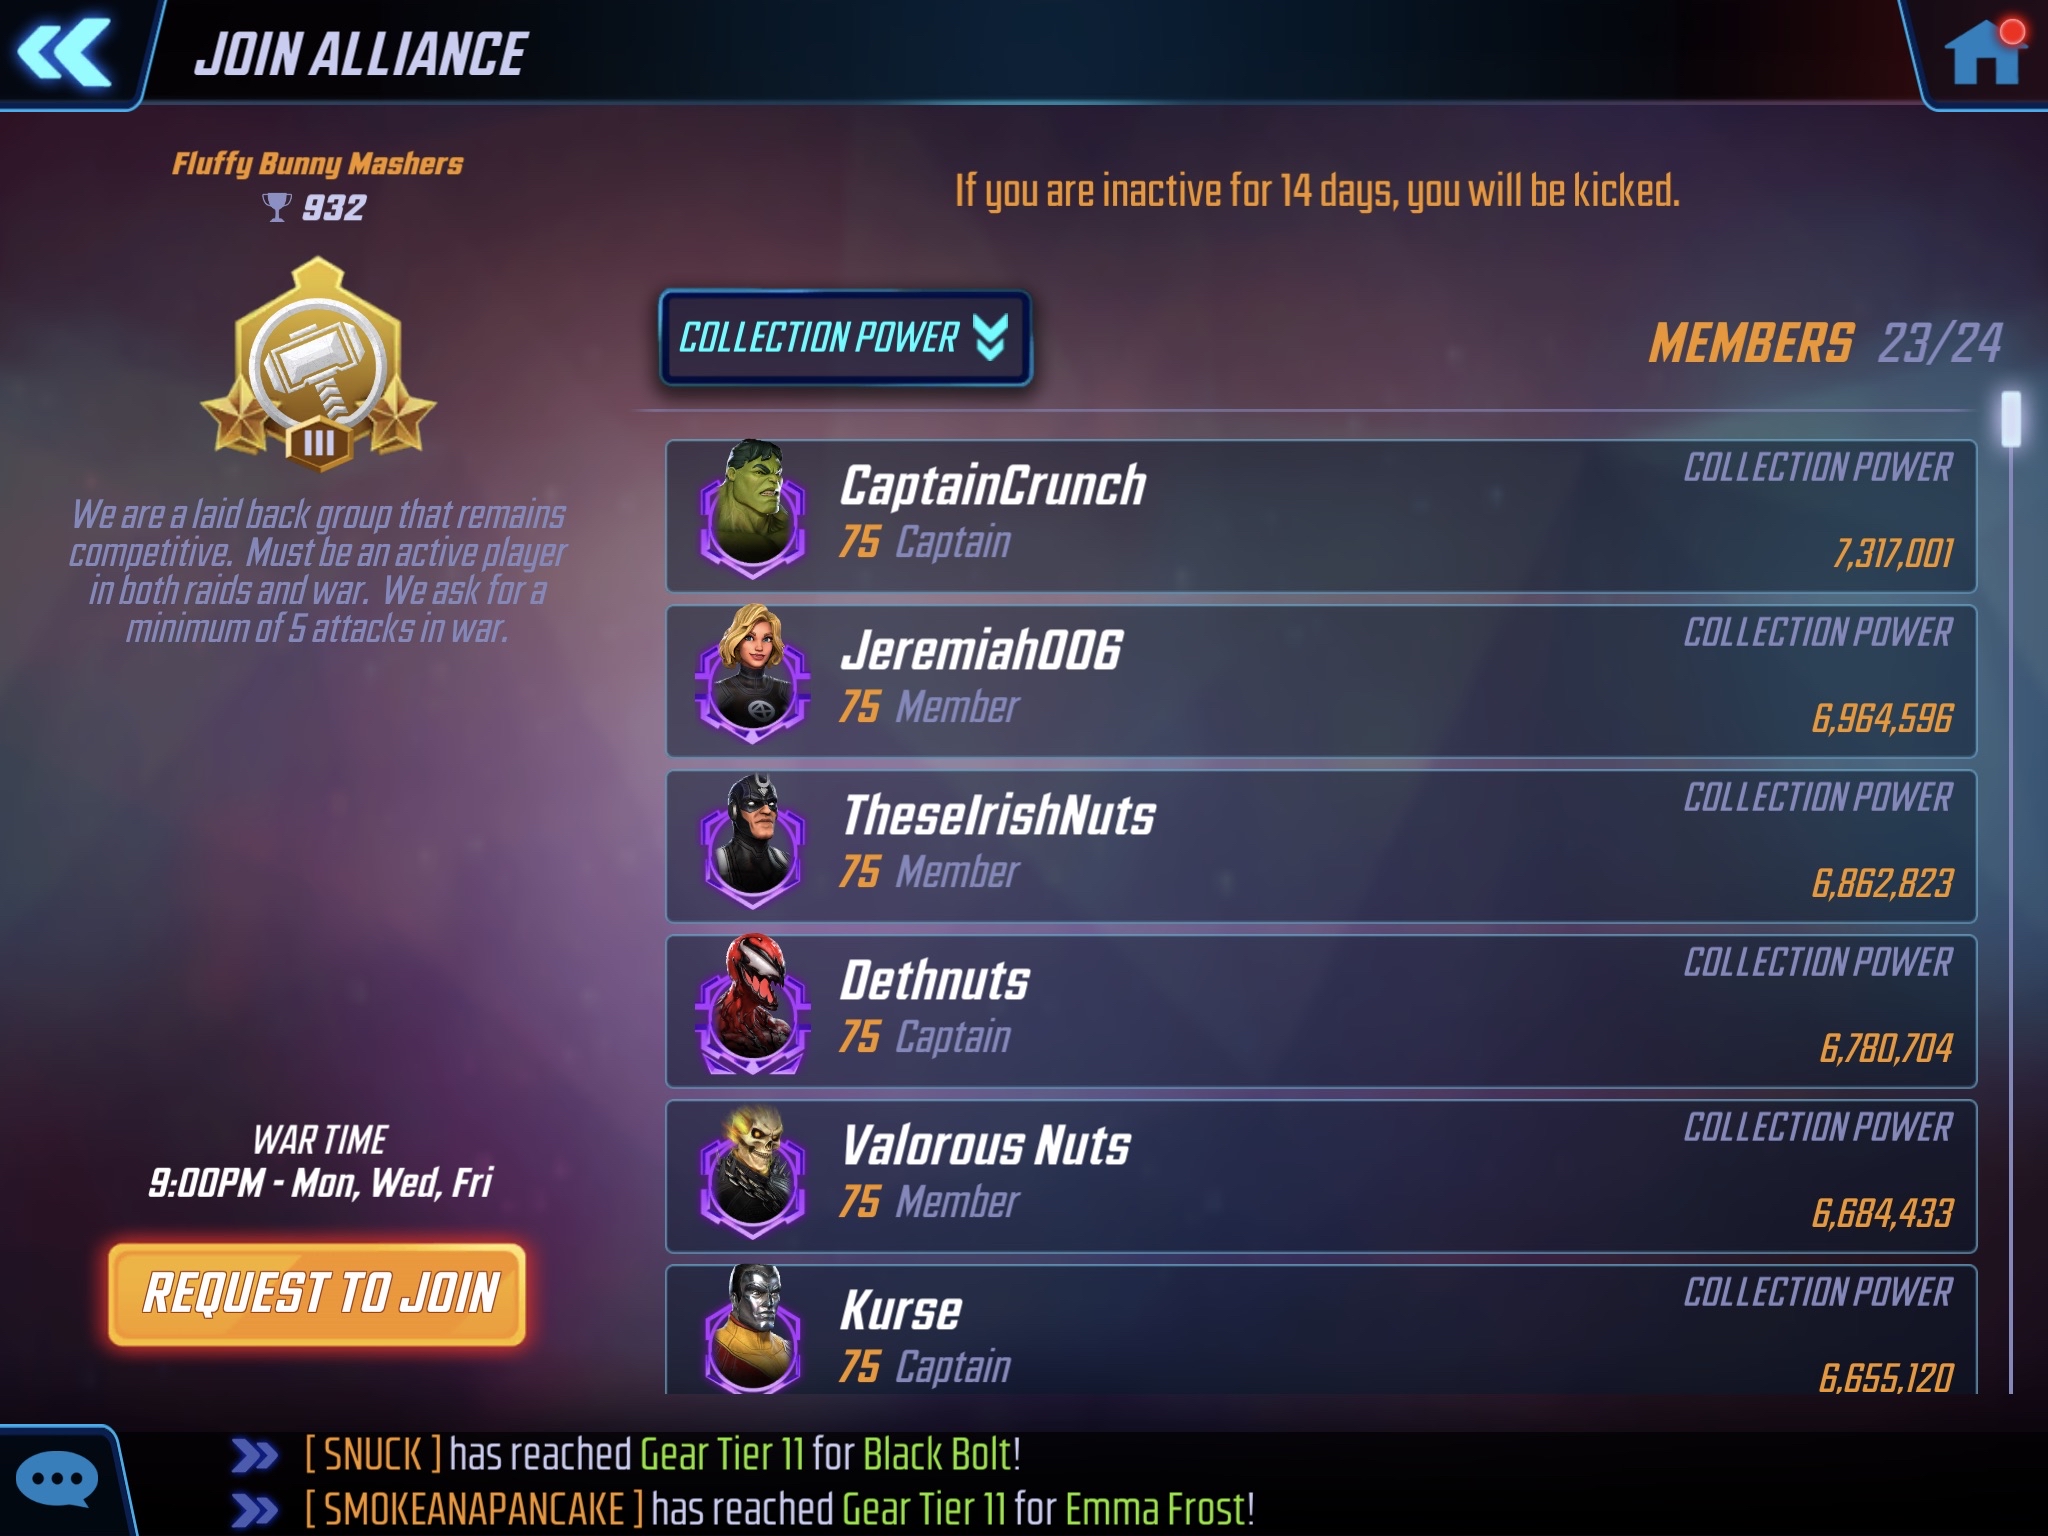 JOIN ALLIANCE
Fluffy Bunny Mashers
932
III
We are a laid back group that remains
competitive.  Must be an active player
in both raids and war.  We ask for a
minimum of 5 attacks in war.
WAR TIME
9:00PM - Mon, Wed, Fri
REQUEST TO JOIN
If you are inactive for 14 days, you will be kicked.
COLLECTION POWER
MEMBERS 23/24
CaptainCrunch
75 Captain
COLLECTION POWER
7,317,001
Jeremiah006
75 Member
COLLECTION POWER
6,964,596
TheseIrishNuts
75 Member
COLLECTION POWER
6,862,823
Dethnuts
75 Captain
COLLECTION POWER
6,780,704
Valorous Nuts
75 Member
COLLECTION POWER
6,684,433
Kurse
75 Captain
COLLECTION POWER
6,655,120
[ SNUCK ] has reached Gear Tier 11 for Black Bolt!
[ SMOKEANAPANCAKE ] has reached Gear Tier 11 for Emma Frost!